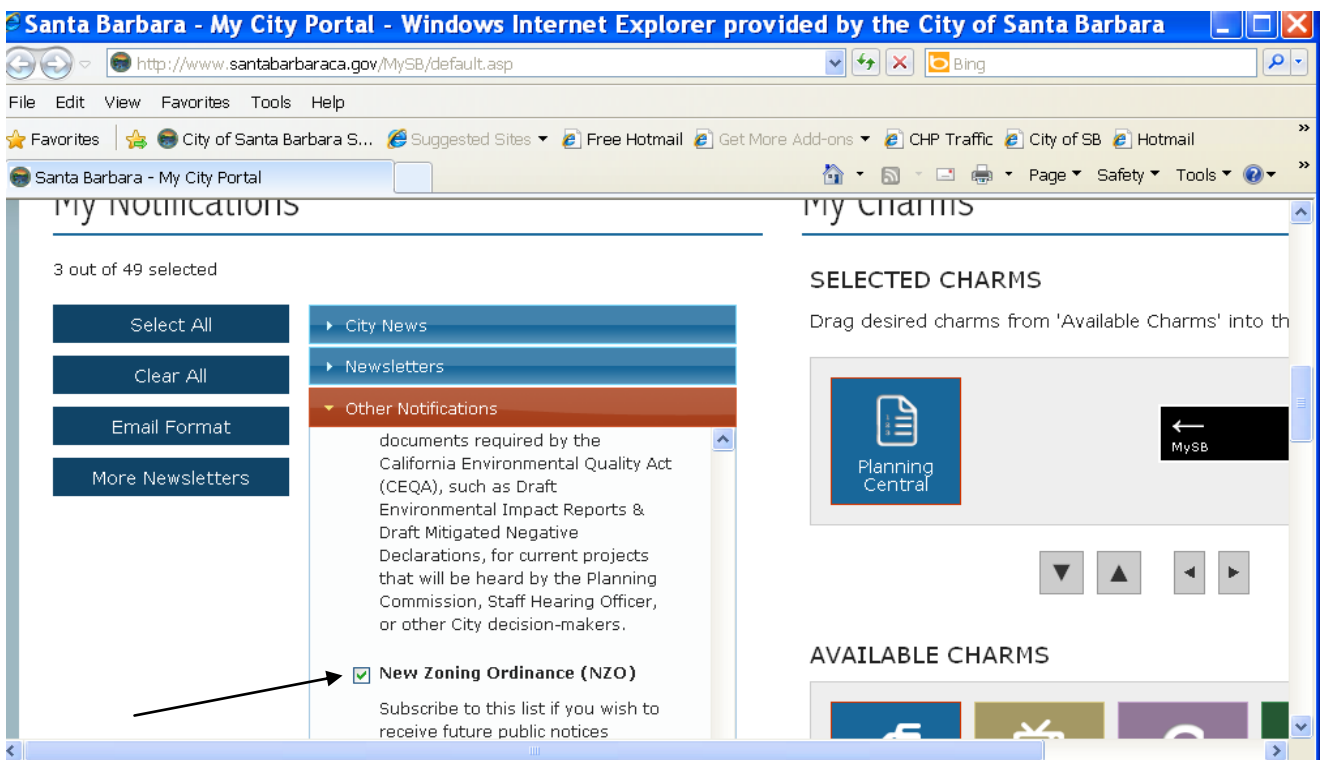 Santa Barbara - My City Portal - Windows Internet Explorer provided by the City of Santa Barbara
http://www.santabarbaraca.gov/MySB/default.asp
Bing
File Edit View Favorites Tools Help
Favorites City of Santa Barbara S... Suggested Sites Free Hotmail Get More Add-ons CHP Traffic City of SB Hotmail »
Santa Barbara - My City Portal
Page Safety Tools »
My Notifications
3 out of 49 selected
Select All
Clear All
Email Format
More Newsletters
City News
Newsletters
Other Notifications
documents required by the
California Environmental Quality Act
(CEQA), such as Draft
Environmental Impact Reports &
Draft Mitigated Negative
Declarations, for current projects
that will be heard by the Planning
Commission, Staff Hearing Officer,
or other City decision-makers.
New Zoning Ordinance (NZO)
Subscribe to this list if you wish to
receive future public notices
My Charms
SELECTED CHARMS
Drag desired charms from 'Available Charms' into th
Planning
Central
MySB
AVAILABLE CHARMS